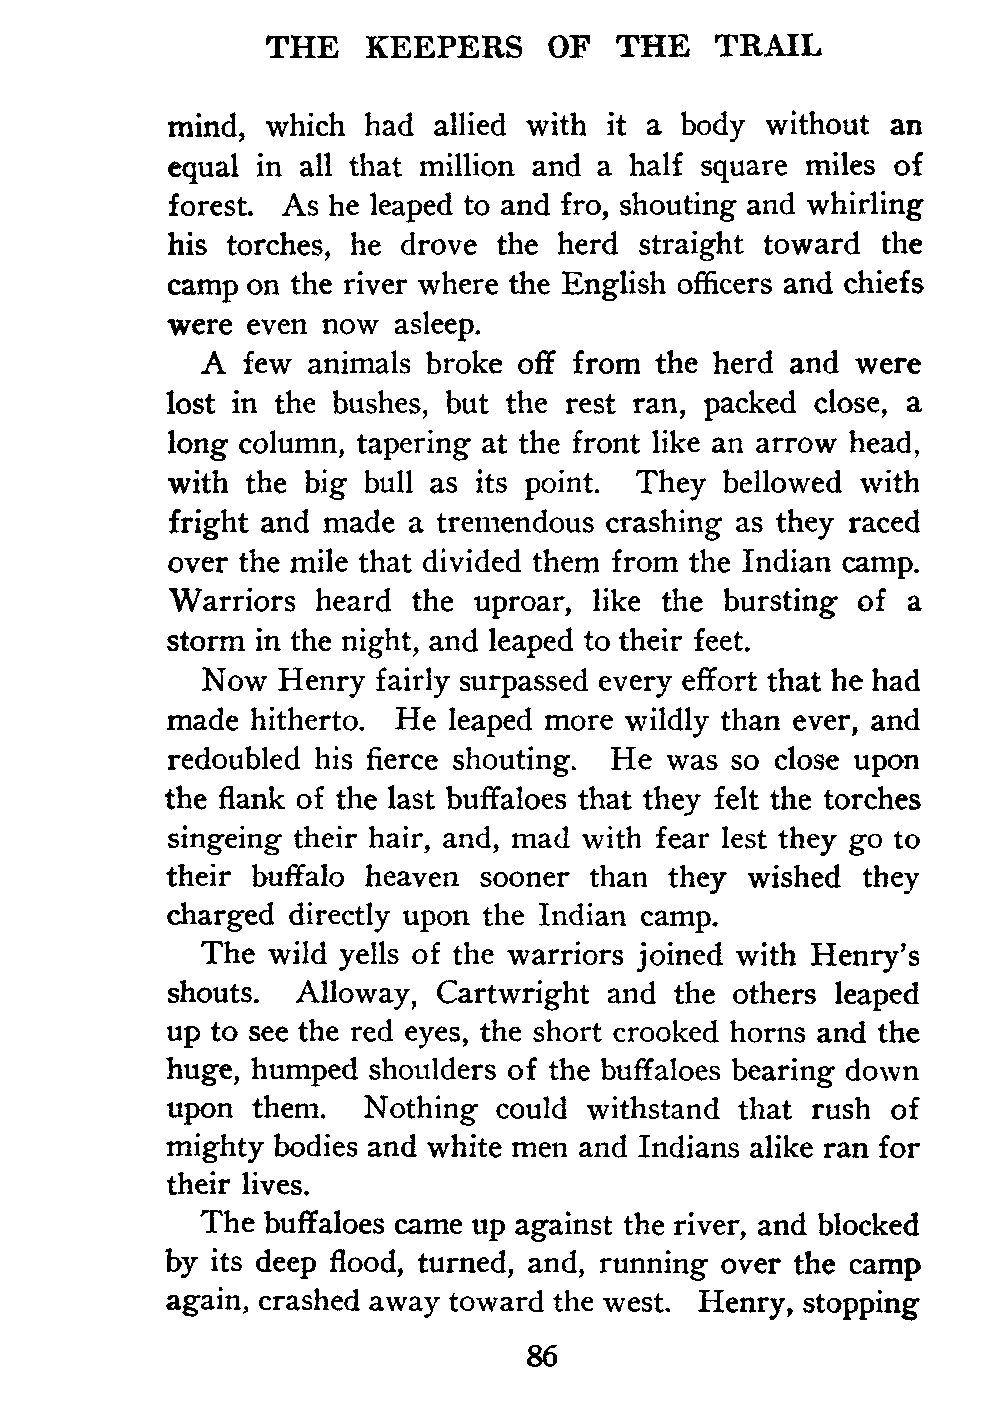 THE KEEPERS OF THE TRAIL
mind, which had allied with it a body without an
equal in all that million and a half square miles of
forest. As he leaped to and fro, shouting and whirling
his torches, he drove the herd straight toward the
camp on the river where the English officers and chiefs
were even now asleep.
A few animals broke off from the herd and were
lost in the bushes, but the rest ran, packed close, a
long column, tapering at the front like an arrow head,
with the big bull as its point. They bellowed with
fright and made a tremendous crashing as they raced
over the mile that divided them from the Indian camp.
Warriors heard the uproar, like the bursting of a
storm in the night, and leaped to their feet.
Now Henry fairly surpassed every effort that he had
made hitherto. He leaped more wildly than ever, and
redoubled his fierce shouting. He was so close upon
the flank of the last buffaloes that they felt the torches
singeing their hair, and, mad with fear lest they go to
their buffalo heaven sooner than they wished they
charged directly upon the Indian camp.
The wild yells of the warriors joined with Henry's
shouts. Alloway, Cartwright and the others leaped
up to see the red eyes, the short crooked horns and the
huge, humped shoulders of the buffaloes bearing down
upon them. Nothing could withstand that rush of
mighty bodies and white men and Indians alike ran for
their lives.
The buffaloes came up against the river, and blocked
by its deep flood, turned, and, running over the camp
again, crashed away toward the west. Henry, stopping
86